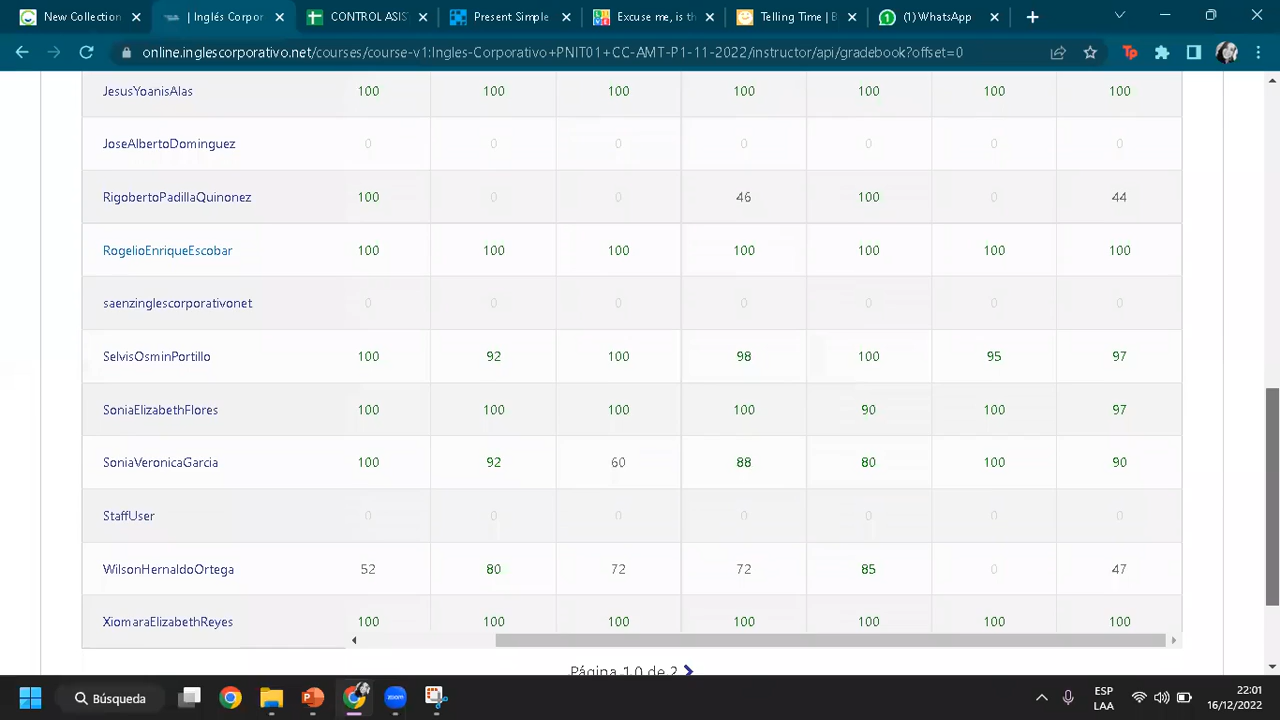 New Collection
| Inglés Corpor
CONTROL ASIS
Present Simple
Excuse me, is th
Telling Time | B
(1) WhatsApp
online.inglescorporativo.net/courses/course-v1:Ingles-Corporativo+PNIT01+CC-AMT-P1-11-2022/instructor/api/gradebook?offset=0
JesusYoanisAlas 100 100 100 100 100 100 100
JoseAlbertoDominguez 0 0 0 0 0 0 0
RigobertoPadillaQuinonez 100 0 0 46 100 0 44
RogelioEnriqueEscobar 100 100 100 100 100 100 100
saenzinglescorporativonet 0 0 0 0 0 0 0
SelvisOsminPortillo 100 92 100 98 100 95 97
SoniaElizabethFlores 100 100 100 100 90 100 97
SoniaVeronicaGarcia 100 92 60 88 80 100 90
StaffUser 0 0 0 0 0 0 0
WilsonHernaldoOrtega 52 80 72 72 85 0 47
XiomaraElizabethReyes 100 100 100 100 100 100 100
Página 1.0 de 2
Búsqueda
zoom
ESP
LAA
22:01
16/12/2022